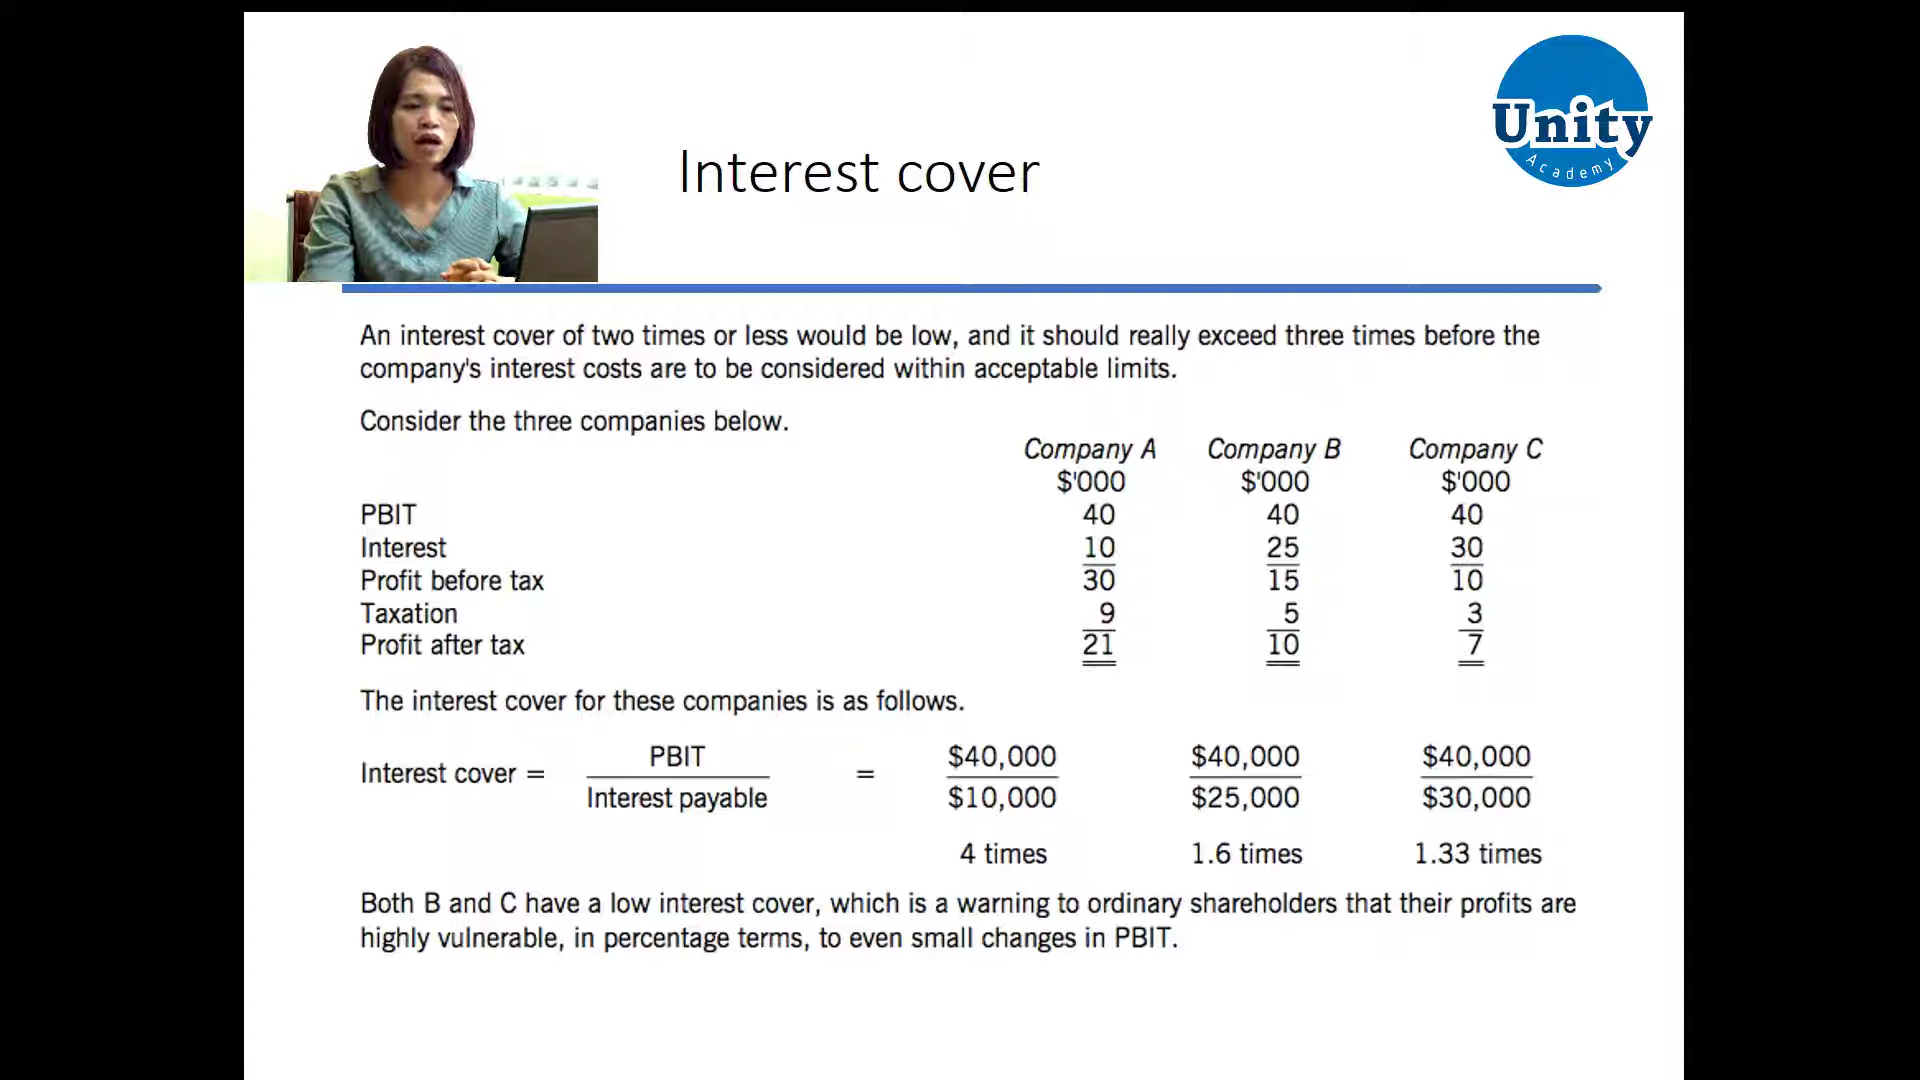 Unity
Academy
Interest cover
An interest cover of two times or less would be low, and it should really exceed three times before the
company's interest costs are to be considered within acceptable limits.
Consider the three companies below.
Company A Company B Company C
$'000 $'000 $'000
PBIT 40 40 40
Interest 10 25 30
Profit before tax 30 15 10
Taxation 9 5 3
Profit after tax 21 10 7
The interest cover for these companies is as follows.
Interest cover = PBIT / Interest payable = $40,000 / $10,000 $40,000 / $25,000 $40,000 / $30,000
4 times 1.6 times 1.33 times
Both B and C have a low interest cover, which is a warning to ordinary shareholders that their profits are
highly vulnerable, in percentage terms, to even small changes in PBIT.